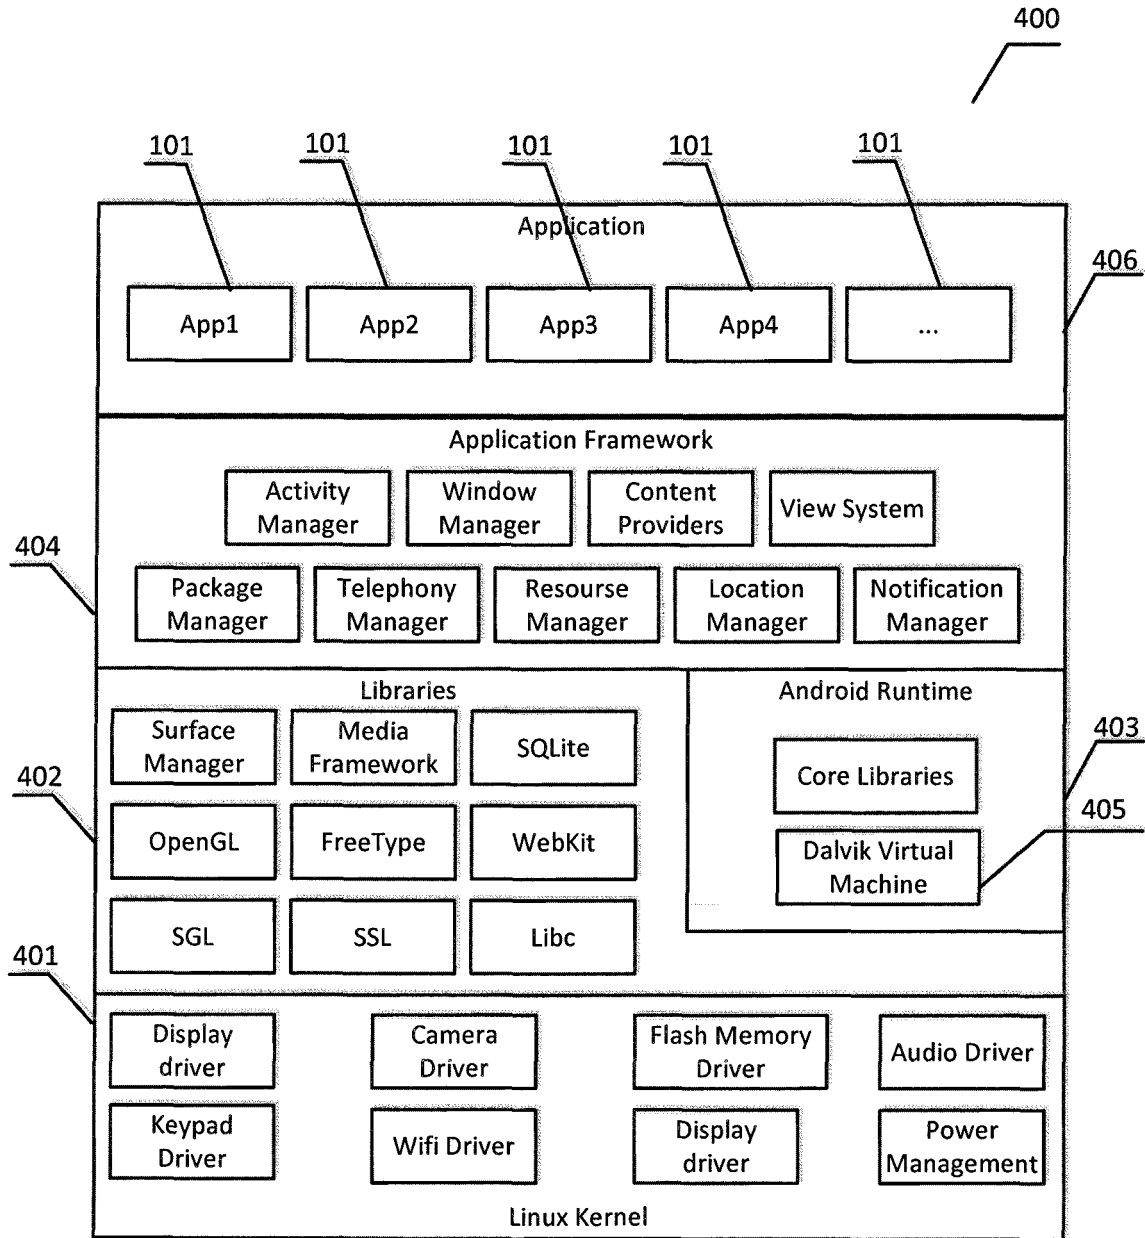 400
101
101
101
101
101
Application
406
App1
App2
App3
App4
...
Application Framework
Activity
Manager
Window
Manager
Content
Providers
View System
404
Package
Manager
Telephony
Manager
Resourse
Manager
Location
Manager
Notification
Manager
Libraries
Android Runtime
Surface
Manager
Media
Framework
SQLite
403
Core Libraries
402
OpenGL
FreeType
WebKit
405
Dalvik Virtual
Machine
SGL
SSL
Libc
401
Display
driver
Camera
Driver
Flash Memory
Driver
Audio Driver
Keypad
Driver
Wifi Driver
Display
driver
Power
Management
Linux Kernel